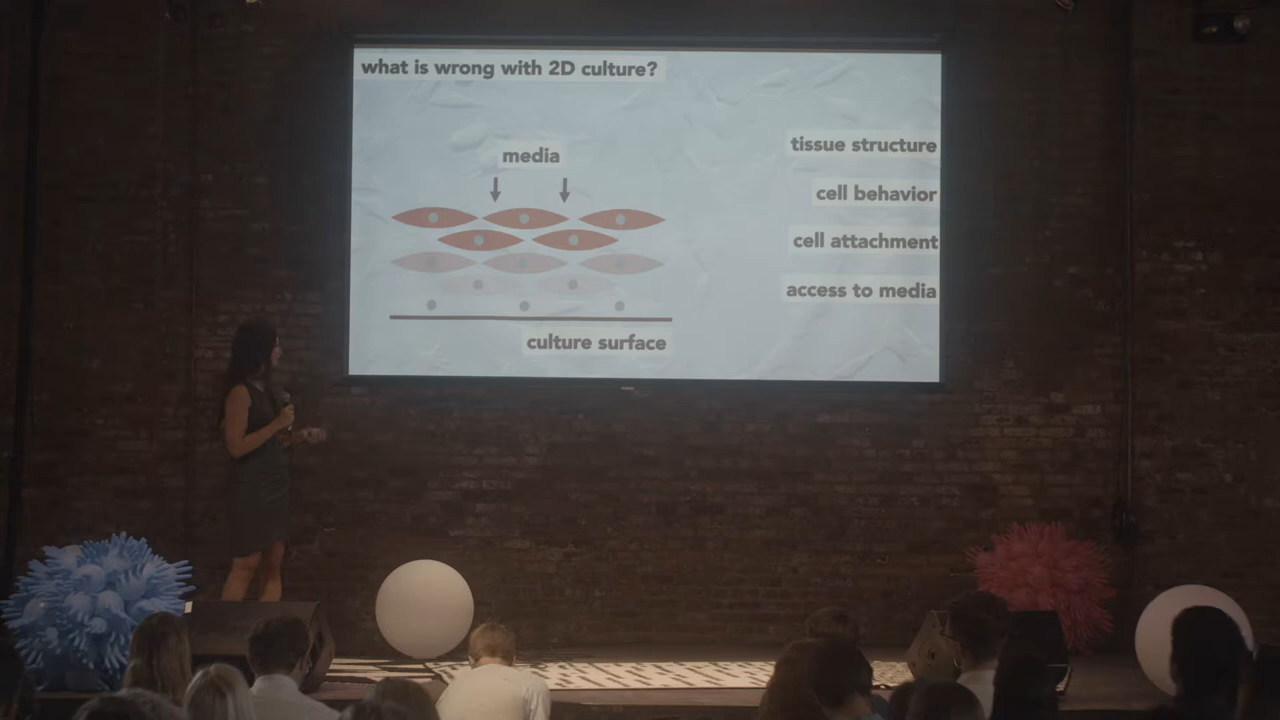 what is wrong with 2D culture?
media
culture surface
tissue structure
cell behavior
cell attachment
access to media